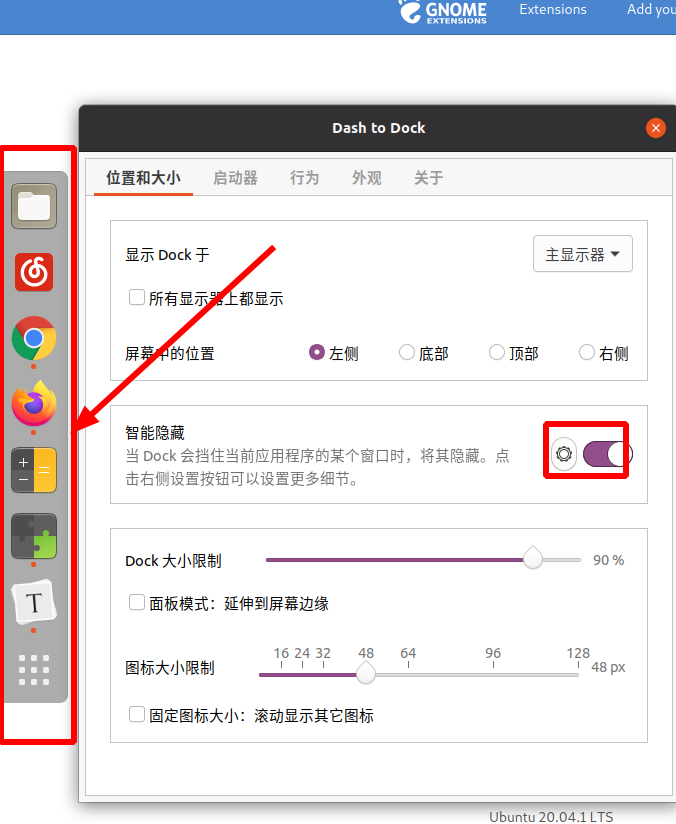 GNOME
EXTENSIONS
Extensions
Add you
Dash to Dock
位置和大小
启动器
行为
外观
关于
显示 Dock 于
主显示器
所有显示器上都显示
屏幕中的位置
左侧
底部
顶部
右侧
智能隐藏
当 Dock 会挡住当前应用程序的某个窗口时，将其隐藏。点
击右侧设置按钮可以设置更多细节。
Dock 大小限制
90 %
面板模式：延伸到屏幕边缘
16 24 32 48 64 96 128
图标大小限制
48 px
固定图标大小：滚动显示其它图标
T
Ubuntu 20.04.1 LTS